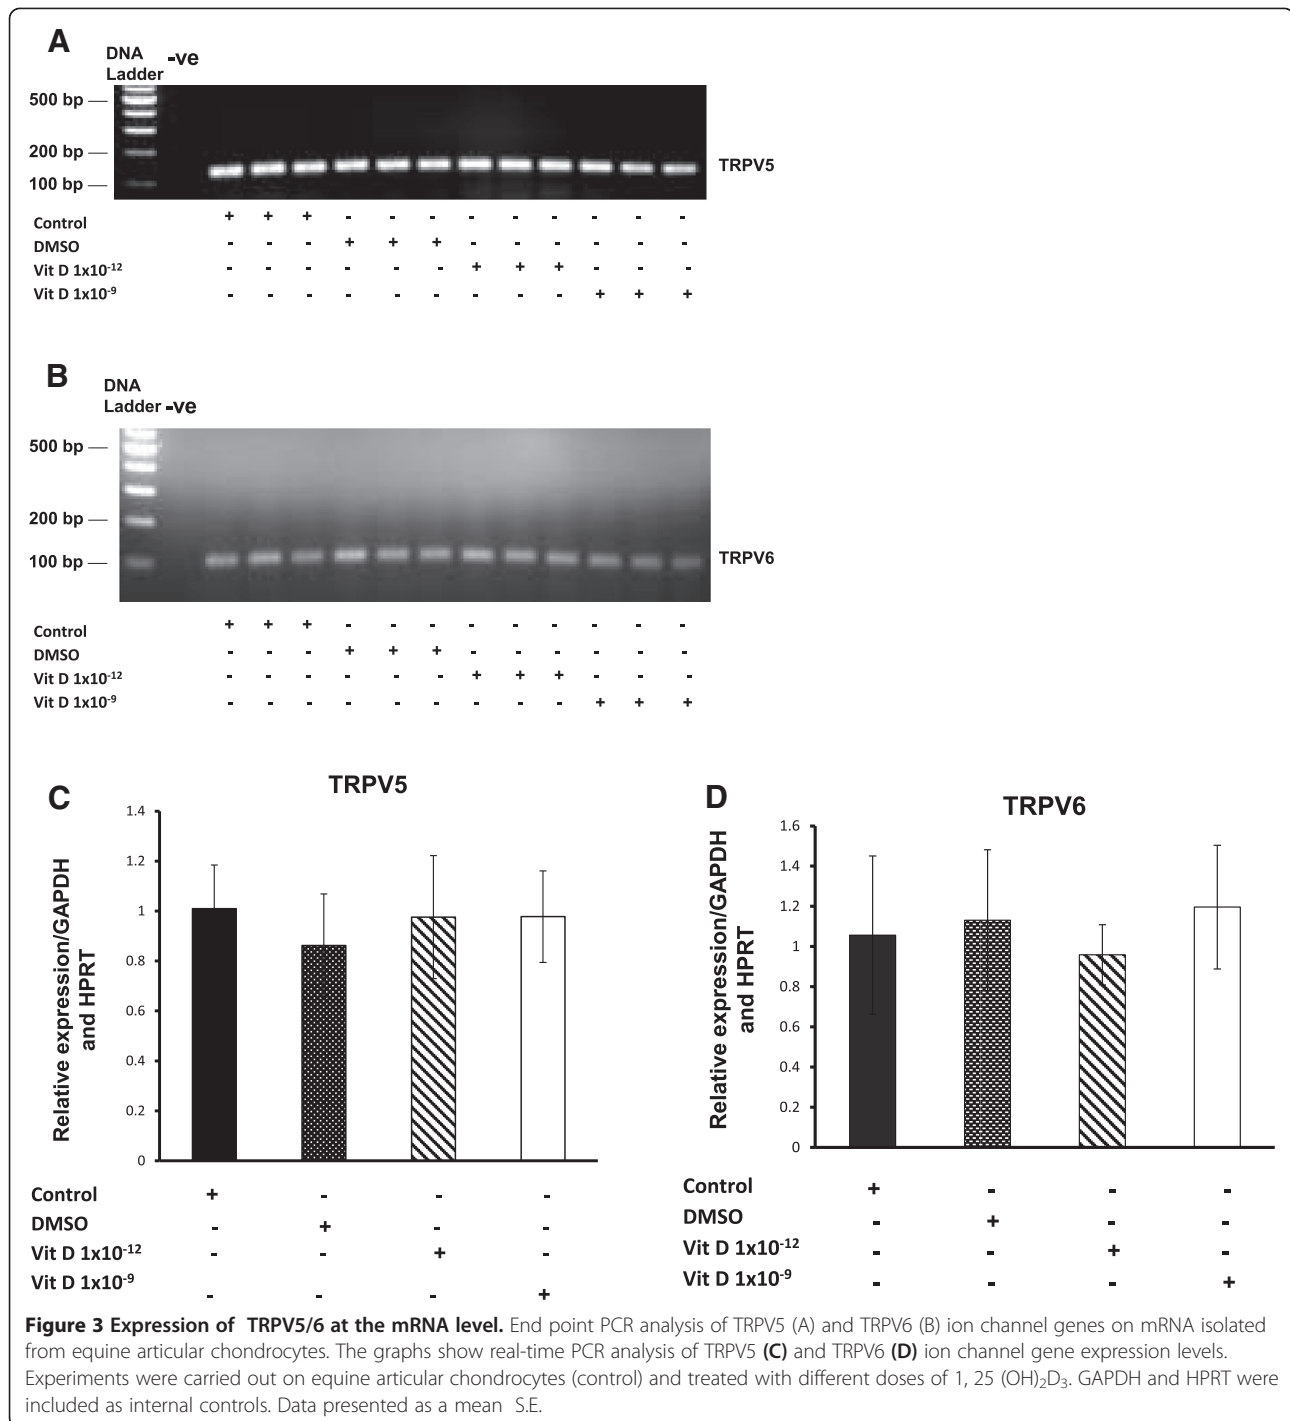 A
DNA
Ladder
-ve
500 bp —
200 bp —
100 bp —
TRPV5
Control + + + - - - - - - - - -
DMSO - - - + + + - - - - - -
Vit D 1x10⁻¹² - - - - - - + + + - - -
Vit D 1x10⁻⁹ - - - - - - - - - + + +
B
DNA
Ladder -ve
500 bp —
200 bp —
100 bp —
TRPV6
Control + + + - - - - - - - - -
DMSO - - - + + + - - - - - -
Vit D 1x10⁻¹² - - - - - - + + + - - -
Vit D 1x10⁻⁹ - - - - - - - - - + + +
C
TRPV5
Relative expression/GAPDH
and HPRT
1.4
1.2
1
0.8
0.6
0.4
0.2
0
Control + - - -
DMSO - + - -
Vit D 1x10⁻¹² - - + -
Vit D 1x10⁻⁹ - - - +
D
TRPV6
Relative expression/GAPDH
and HPRT
1.6
1.4
1.2
1
0.8
0.6
0.4
0.2
0
Control + - - -
DMSO - + - -
Vit D 1x10⁻¹² - - + -
Vit D 1x10⁻⁹ - - - +
Figure 3 Expression of TRPV5/6 at the mRNA level. End point PCR analysis of TRPV5 (A) and TRPV6 (B) ion channel genes on mRNA isolated
from equine articular chondrocytes. The graphs show real-time PCR analysis of TRPV5 (C) and TRPV6 (D) ion channel gene expression levels.
Experiments were carried out on equine articular chondrocytes (control) and treated with different doses of 1, 25 (OH)₂D₃. GAPDH and HPRT were
included as internal controls. Data presented as a mean S.E.